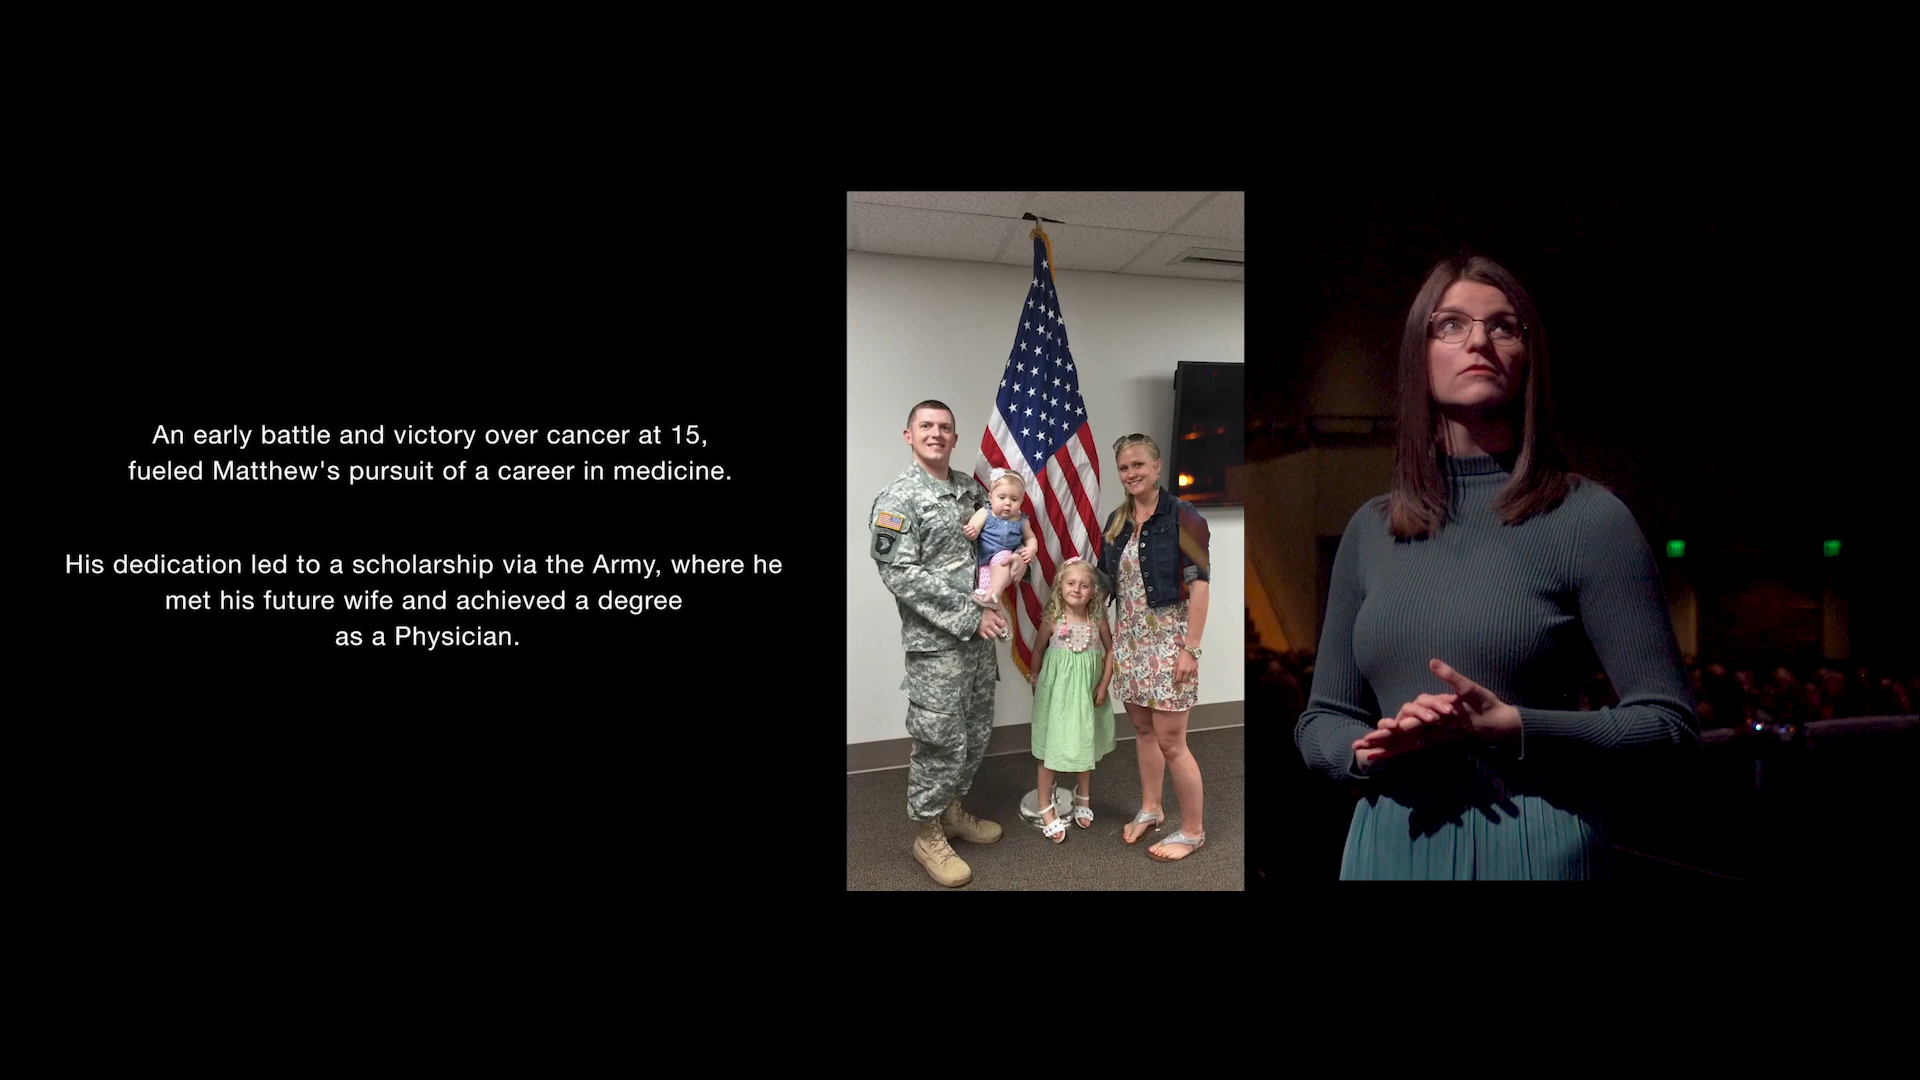 An early battle and victory over cancer at 15,
fueled Matthew's pursuit of a career in medicine.
His dedication led to a scholarship via the Army, where he
met his future wife and achieved a degree
as a Physician.